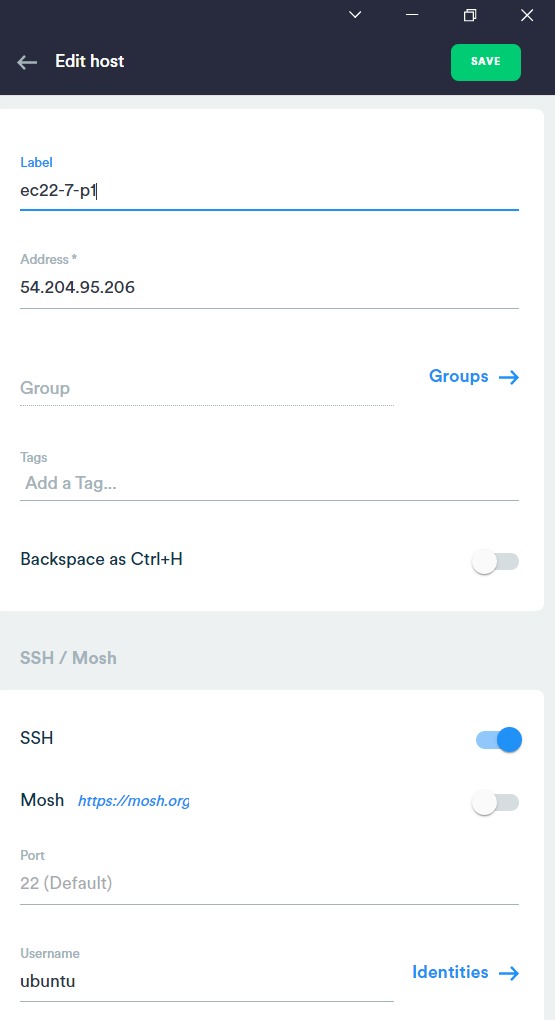 Edit host
SAVE
Label
ec22-7-p1
Address *
54.204.95.206
Groups
Group
Tags
Add a Tag...
Backspace as Ctrl+H
SSH / Mosh
SSH
Mosh https://mosh.org
Port
22 (Default)
Username
Identities
ubuntu